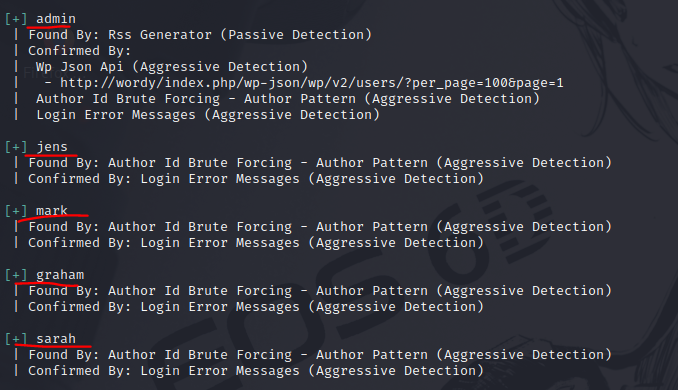 [+] admin
| Found By: Rss Generator (Passive Detection)
| Confirmed By:
|  Wp Json Api (Aggressive Detection)
|   - http://wordy/index.php/wp-json/wp/v2/users/?per_page=100&page=1
|  Author Id Brute Forcing - Author Pattern (Aggressive Detection)
|  Login Error Messages (Aggressive Detection)
[+] jens
| Found By: Author Id Brute Forcing - Author Pattern (Aggressive Detection)
| Confirmed By: Login Error Messages (Aggressive Detection)
[+] mark
| Found By: Author Id Brute Forcing - Author Pattern (Aggressive Detection)
| Confirmed By: Login Error Messages (Aggressive Detection)
[+] graham
| Found By: Author Id Brute Forcing - Author Pattern (Aggressive Detection)
| Confirmed By: Login Error Messages (Aggressive Detection)
[+] sarah
| Found By: Author Id Brute Forcing - Author Pattern (Aggressive Detection)
| Confirmed By: Login Error Messages (Aggressive Detection)